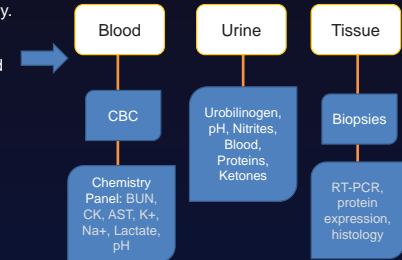 y.
d
Blood
Urine
Tissue
CBC
Chemistry
Panel: BUN,
CK, AST, K+,
Na+, Lactate,
pH
Urobilinogen,
pH, Nitrites,
Blood,
Proteins,
Ketones
Biopsies
RT-PCR,
protein
expression,
histology